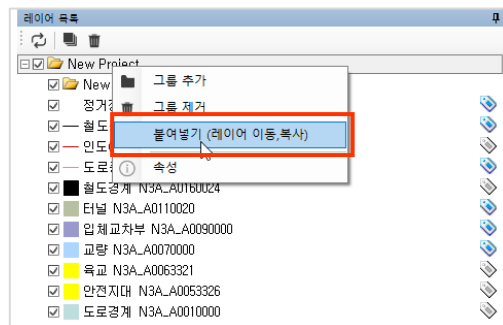 레이어 목록
New Project
New
그룹 추가
정거
그룹 제거
철도
붙여넣기 (레이어 이동,복사)
인도
도로
속성
철도경계 N3A_A0160024
터널 N3A_A0110020
입체교차부 N3A_A0090000
교량 N3A_A0070000
육교 N3A_A0063321
안전지대 N3A_A0053326
도로경계 N3A_A0010000